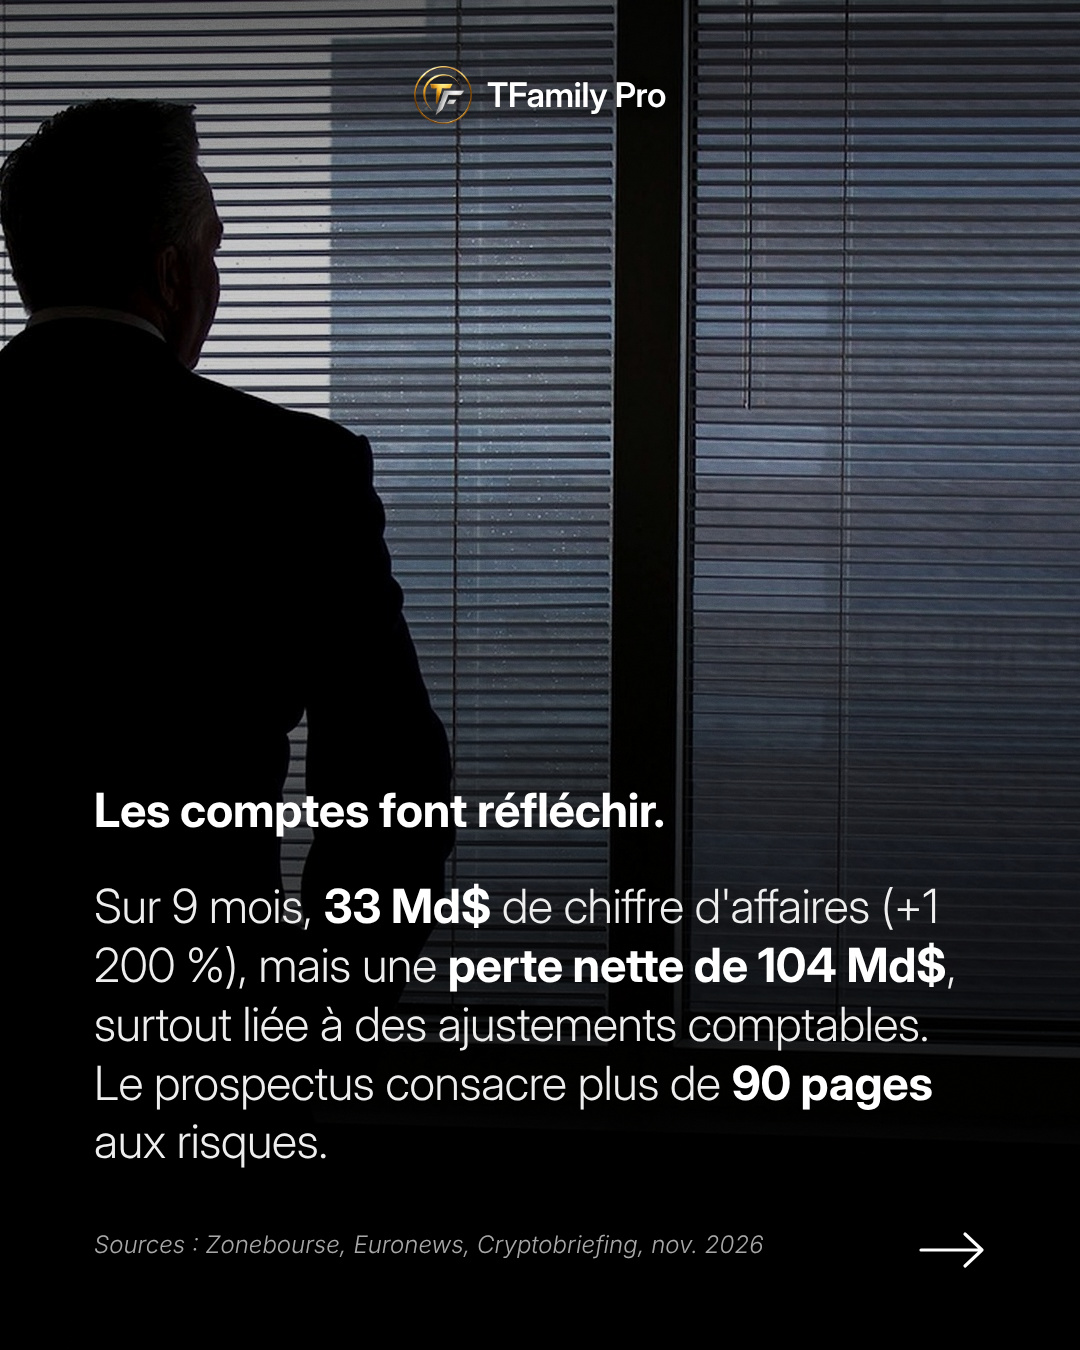 TF TFamily Pro
Les comptes font réfléchir.
Sur 9 mois, 33 Md$ de chiffre d'affaires (+1
200 %), mais une perte nette de 104 Md$,
surtout liée à des ajustements comptables.
Le prospectus consacre plus de 90 pages
aux risques.
Sources : Zonebourse, Euronews, Cryptobriefing, nov. 2026